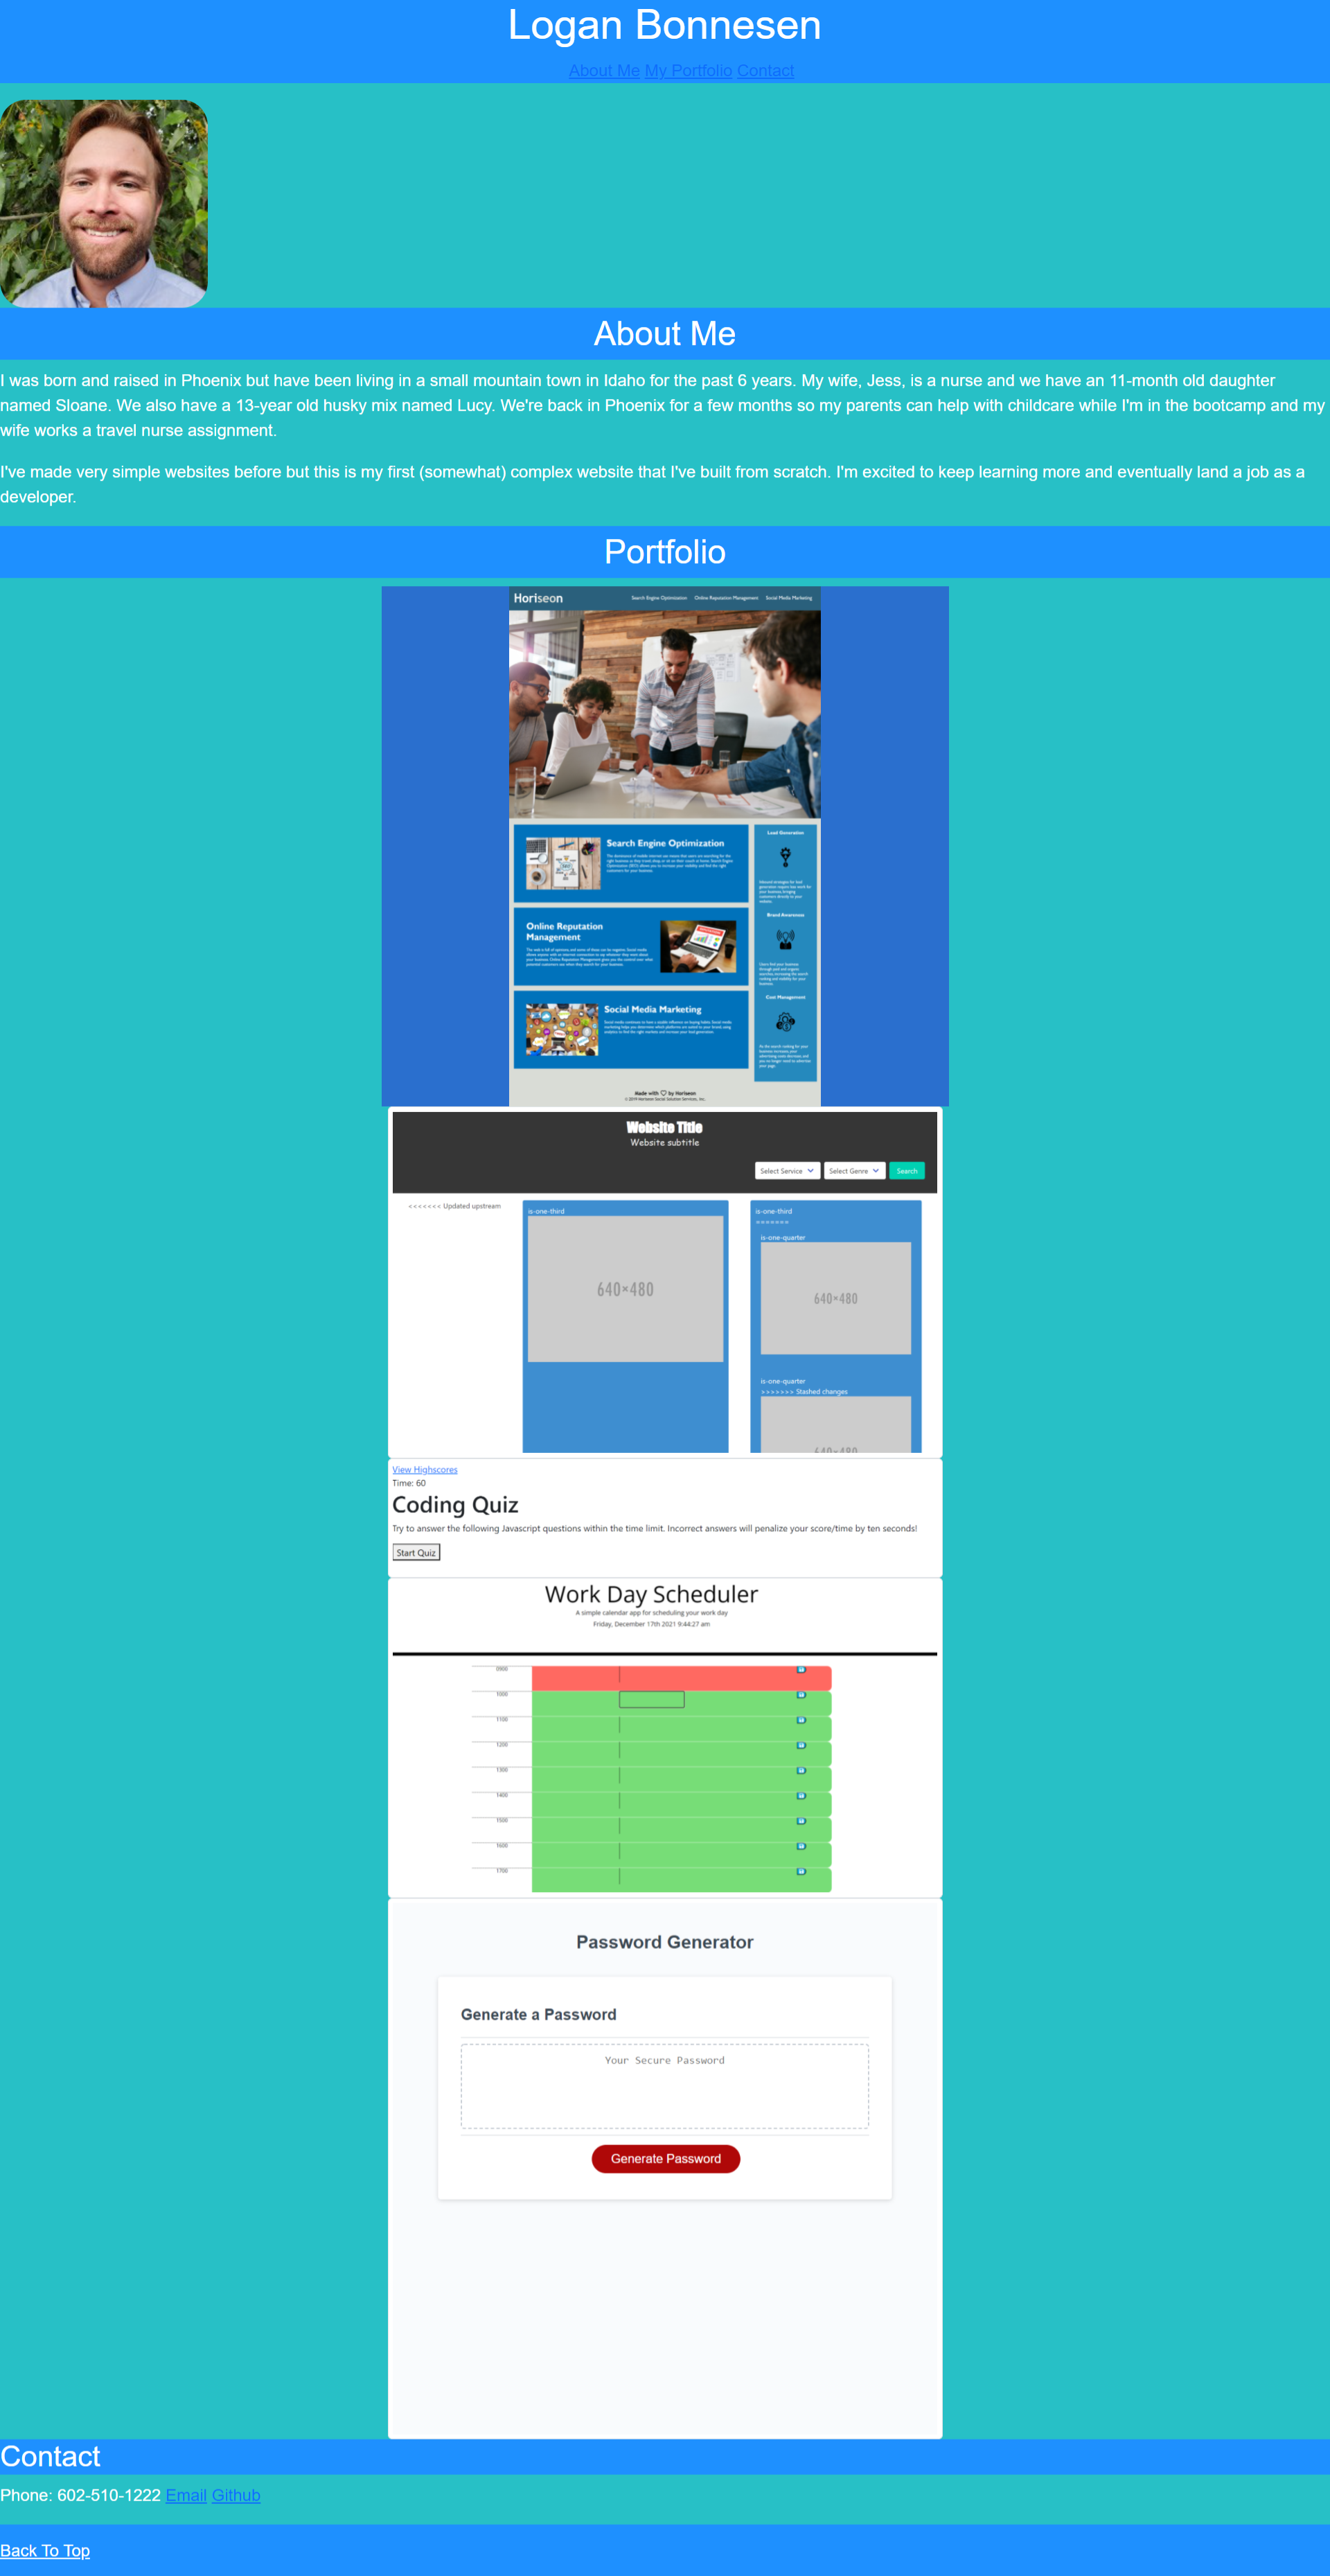 Logan Bonnesen
About Me My Portfolio Contact
About Me
I was born and raised in Phoenix but have been living in a small mountain town in Idaho for the past 6 years. My wife, Jess, is a nurse and we have an 11-month old daughter
named Sloane. We also have a 13-year old husky mix named Lucy. We're back in Phoenix for a few months so my parents can help with childcare while I'm in the bootcamp and my
wife works a travel nurse assignment.
I've made very simple websites before but this is my first (somewhat) complex website that I've built from scratch. I'm excited to keep learning more and eventually land a job as a
developer.
Portfolio
Horiseon
Search Engine Optimization Online Reputation Management Social Media Marketing
Search Engine Optimization
Lead Generation
Online Reputation
Management
Brand Awareness
Cost Management
Social Media Marketing
Made with ♡ by Horiseon
© 2019 Horiseon Social Solution Services, Inc.
Website Title
Website subtitle
Select Service Select Genre Search
<<<<<<< Updated upstream
is-one-third
640×480
is-one-third
=======
is-one-quarter
640×480
is-one-quarter
>>>>>>> Stashed changes
640×480
View Highscores
Time: 60
Coding Quiz
Try to answer the following Javascript questions within the time limit. Incorrect answers will penalize your score/time by ten seconds!
Start Quiz
Work Day Scheduler
A simple calendar app for scheduling your work day
Friday, December 17th 2021 9:44:27 am
0900
1000
1100
1200
1300
1400
1500
1600
1700
Password Generator
Generate a Password
Your Secure Password
Generate Password
Contact
Phone: 602-510-1222 Email Github
Back To Top